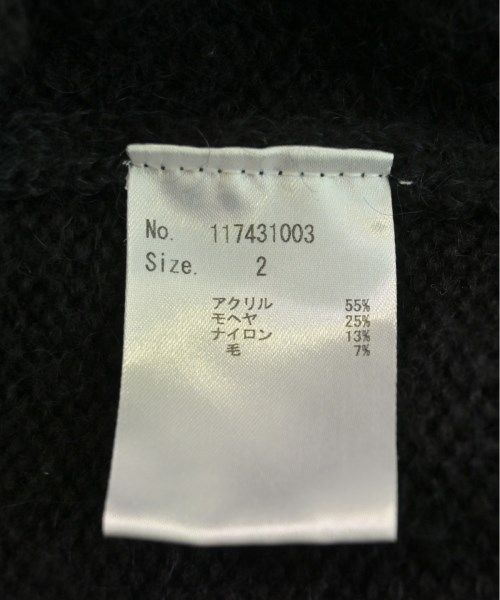 No. 117431003
Size. 2
アクリル 55%
モヘヤ 25%
ナイロン 13%
毛 7%